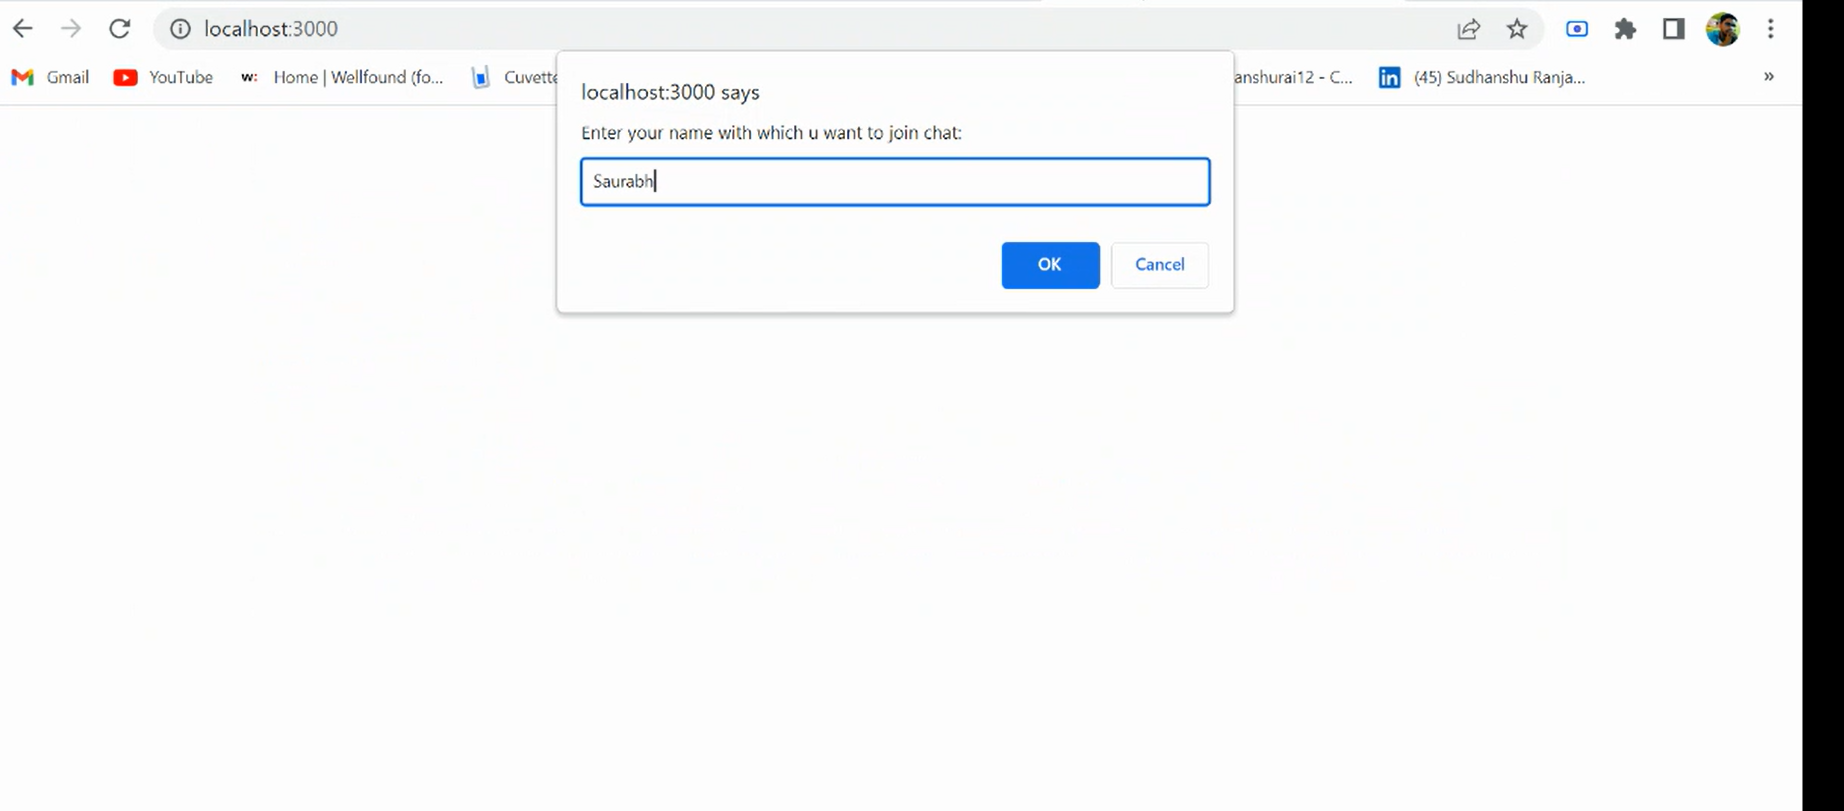 localhost:3000
Gmail YouTube w: Home | Wellfound (fo... Cuvette anshurai12 - C... in (45) Sudhanshu Ranja... »
localhost:3000 says
Enter your name with which u want to join chat:
Saurabh
OK Cancel